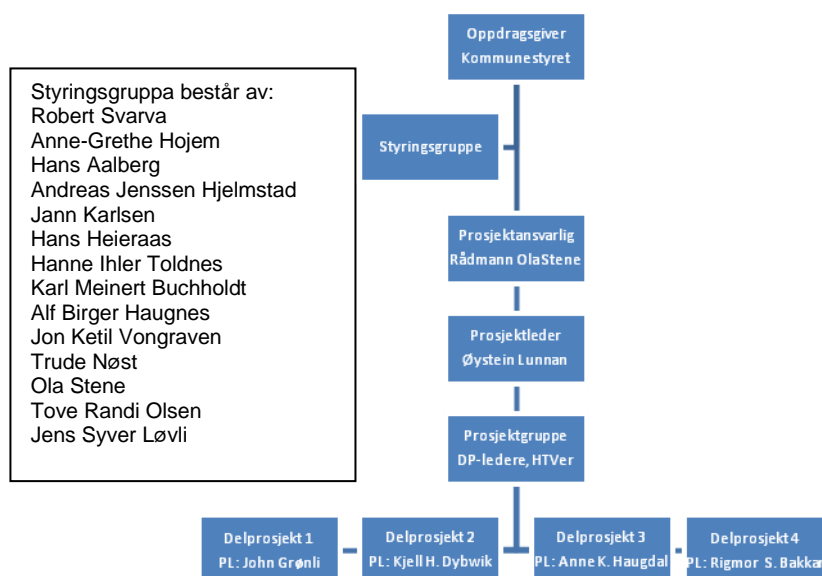 Styringsgruppa består av:
Robert Svarva
Anne-Grethe Hojem
Hans Aalberg
Andreas Jenssen Hjelmstad
Jann Karlsen
Hans Heieraas
Hanne Ihler Toldnes
Karl Meinert Buchholdt
Alf Birger Haugnes
Jon Ketil Vongraven
Trude Nøst
Ola Stene
Tove Randi Olsen
Jens Syver Løvli
Oppdragsgiver
Kommunestyret
Styringsgruppe
Prosjektansvarlig
Rådmann Ola Stene
Prosjektleder
Øystein Lunnan
Prosjektgruppe
DP-ledere, HTVer
Delprosjekt 1
PL: John Grønli
Delprosjekt 2
PL: Kjell H. Dybwik
Delprosjekt 3
PL: Anne K. Haugdal
Delprosjekt 4
PL: Rigmor S. Bakkan